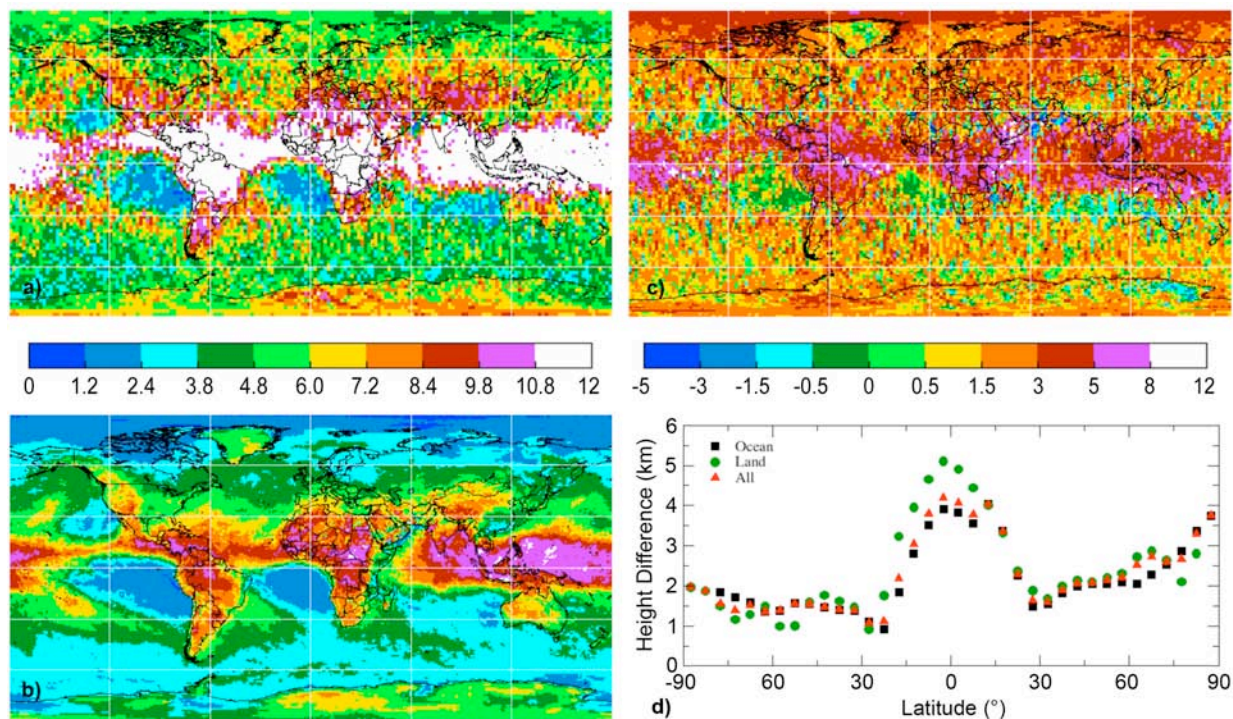 a)
c)
0 1.2 2.4 3.8 4.8 6.0 7.2 8.4 9.8 10.8 12
-5 -3 -1.5 -0.5 0 0.5 1.5 3 5 8 12
b)
Height Difference (km)
6
5
4
3
2
1
0
Ocean
Land
All
-90 60 30 0 30 60 90
d)
Latitude (°)